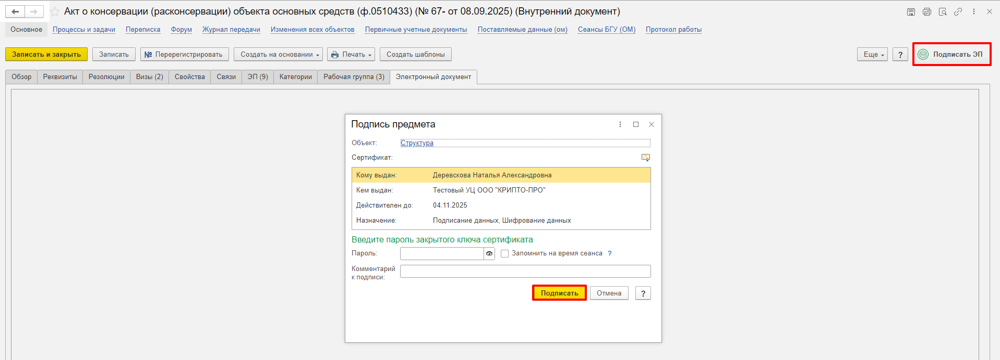 Акт о консервации (расконсервации) объекта основных средств (ф.0510433) (№ 67- от 08.09.2025) (Внутренний документ)
Основное Процессы и задачи Переписка Форум Журнал передачи Изменения всех объектов Первичные учетные документы Поставляемые данные (ом) Сеансы БГУ (ОМ) Протокол работы
Записать и закрыть Записать № Перерегистрировать Создать на основании Печать Создать шаблоны Еще ? Подписать ЭП
Обзор Реквизиты Резолюции Визы (2) Свойства Связи ЭП (9) Категории Рабочая группа (3) Электронный документ
Подпись предмета
Объект: Структура
Сертификат:
Кому выдан: Деревскова Наталья Александровна
Кем выдан: Тестовый УЦ ООО "КРИПТО-ПРО"
Действителен до: 04.11.2025
Назначение: Подписание данных, Шифрование данных
Введите пароль закрытого ключа сертификата
Пароль: Запомнить на время сеанса ?
Комментарий
к подписи:
Подписать Отмена ?